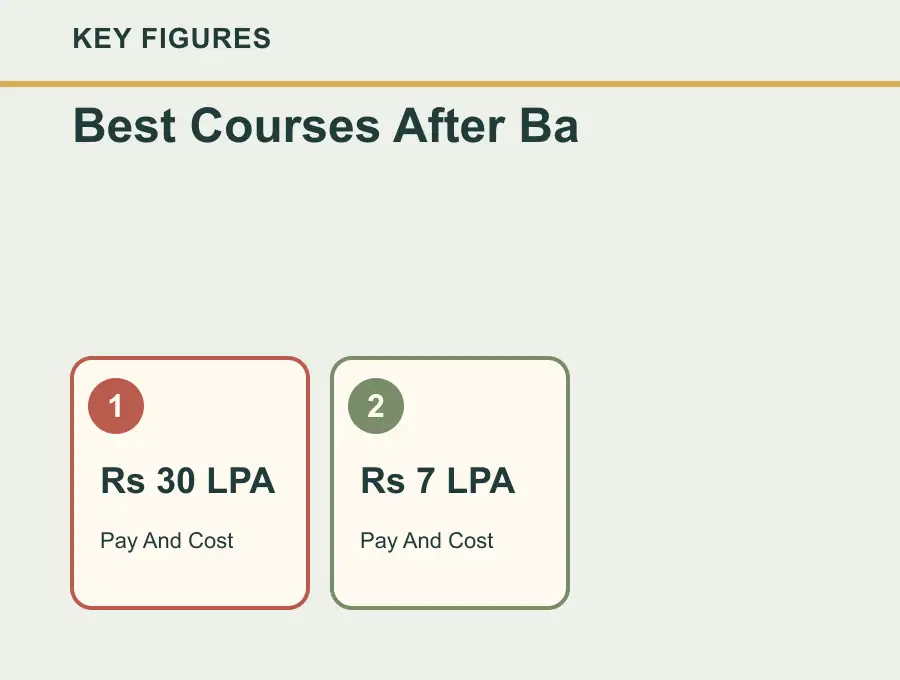 KEY FIGURES
Best Courses After Ba
1
Rs 30 LPA
Pay And Cost
2
Rs 7 LPA
Pay And Cost